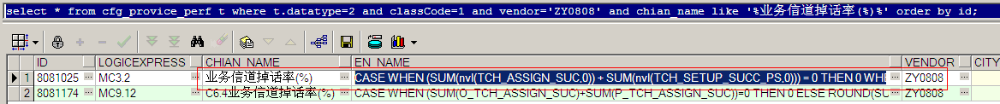 select * from cfg_provice_perf t where t.datatype=2 and classCode=1 and vendor='ZY0808' and chian_name like '%业务信道掉话率(%)%' order by id;
ID LOGICEXPRESS CHIAN_NAME EN_NAME VENDOR CITY
1 8081025 MC3.2 业务信道掉话率(%) CASE WHEN (SUM(nvl(TCH_ASSIGN_SUC,0)) + SUM(nvl(TCH_SETUP_SUCC_PS,0))) = 0 THEN 0 WHE ZY0808
2 8081174 MC9.12 C6.4业务信道掉话率(%) CASE WHEN (SUM(O_TCH_ASSIGN_SUC)+SUM(P_TCH_ASSIGN_SUC))=0 THEN 0 ELSE ROUND(SU ZY0808